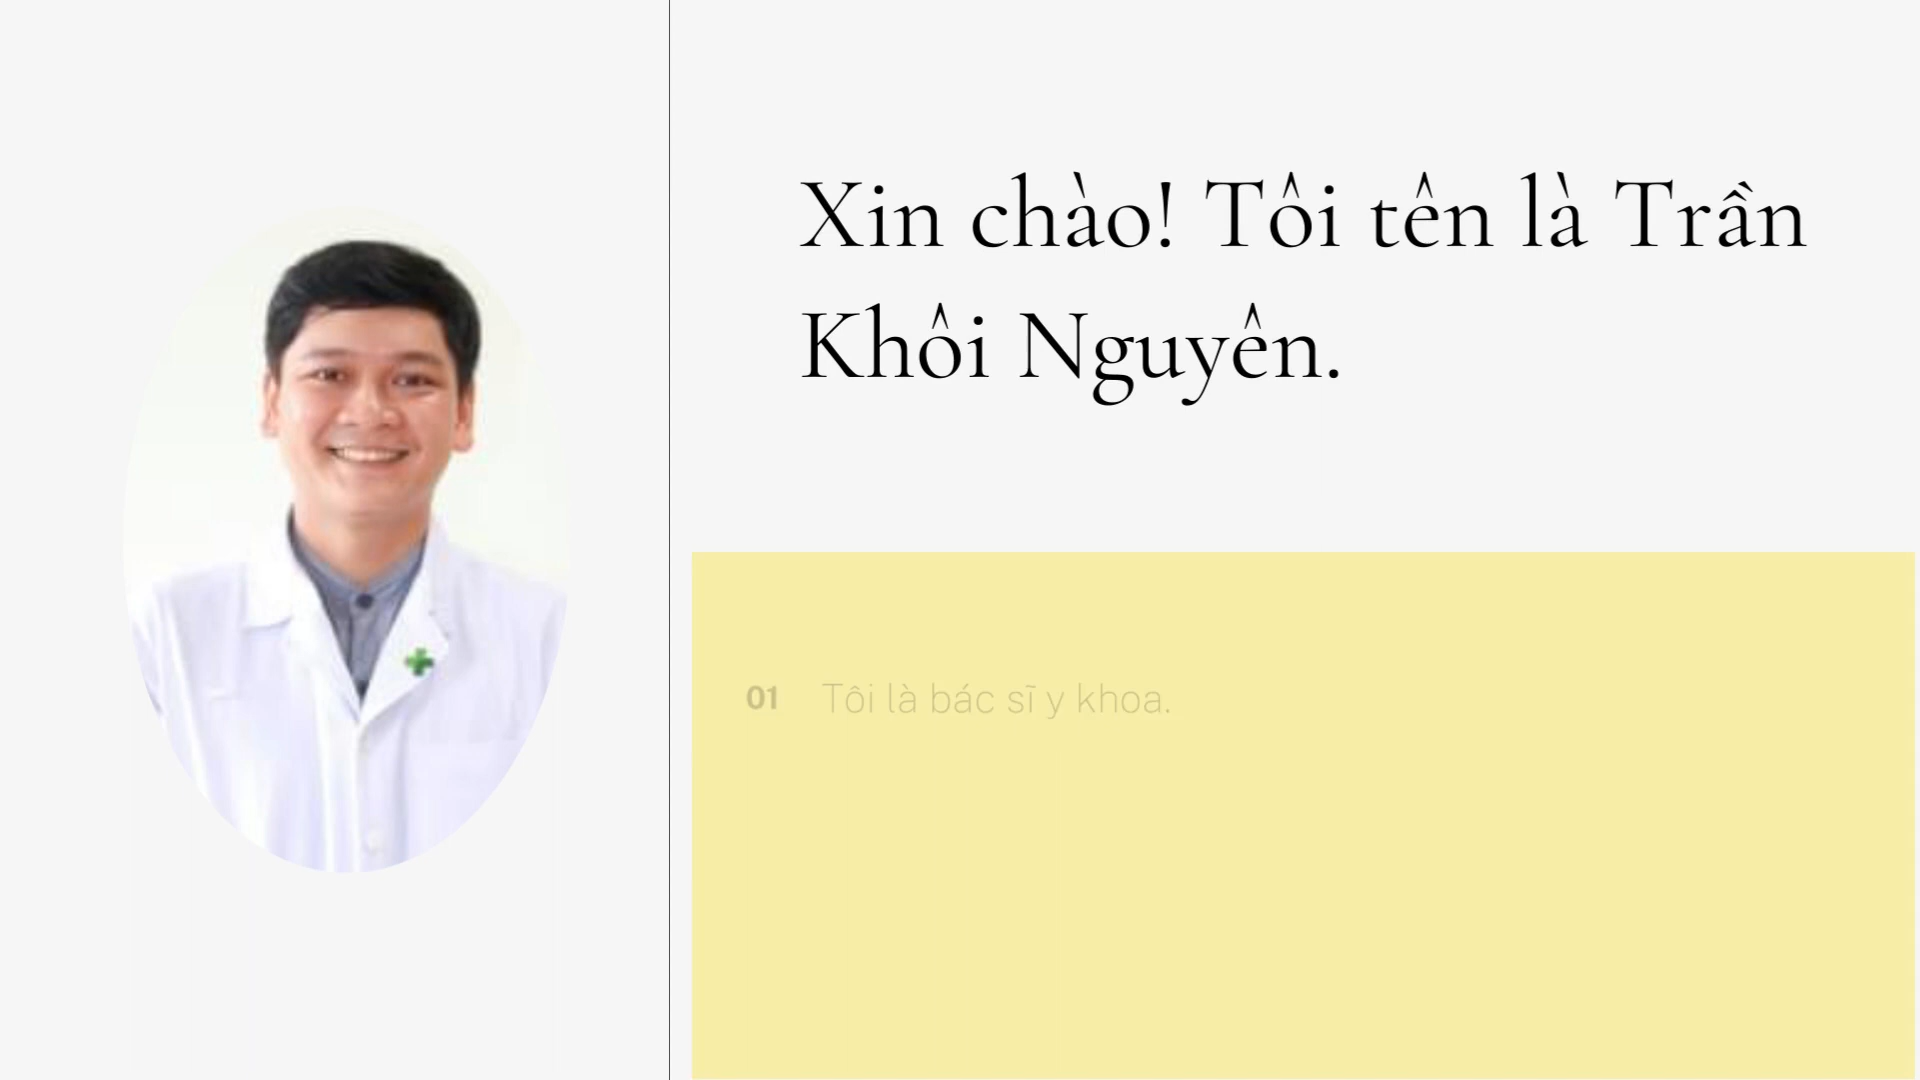 Xin chào! Tôi tên là Trần
Khôi Nguyên.
01 Tôi là bác sĩ y khoa.